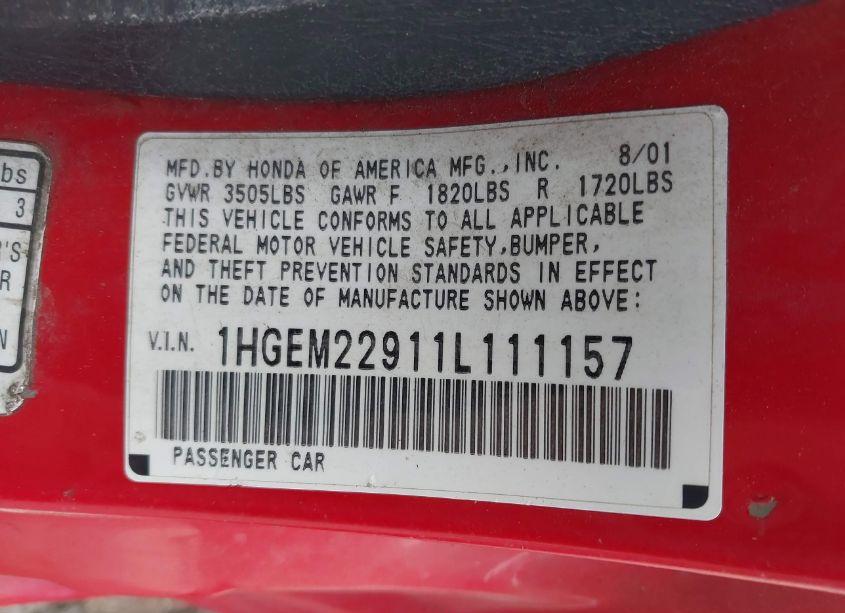 bs
3
'S
R
N
MFD.BY HONDA OF AMERICA MFG.,INC. 8/01
GVWR 3505LBS GAWR F 1820LBS R 1720LBS
THIS VEHICLE CONFORMS TO ALL APPLICABLE
FEDERAL MOTOR VEHICLE SAFETY,BUMPER,
AND THEFT PREVENTION STANDARDS IN EFFECT
ON THE DATE OF MANUFACTURE SHOWN ABOVE:
V.I.N. 1HGEM22911L111157
PASSENGER CAR